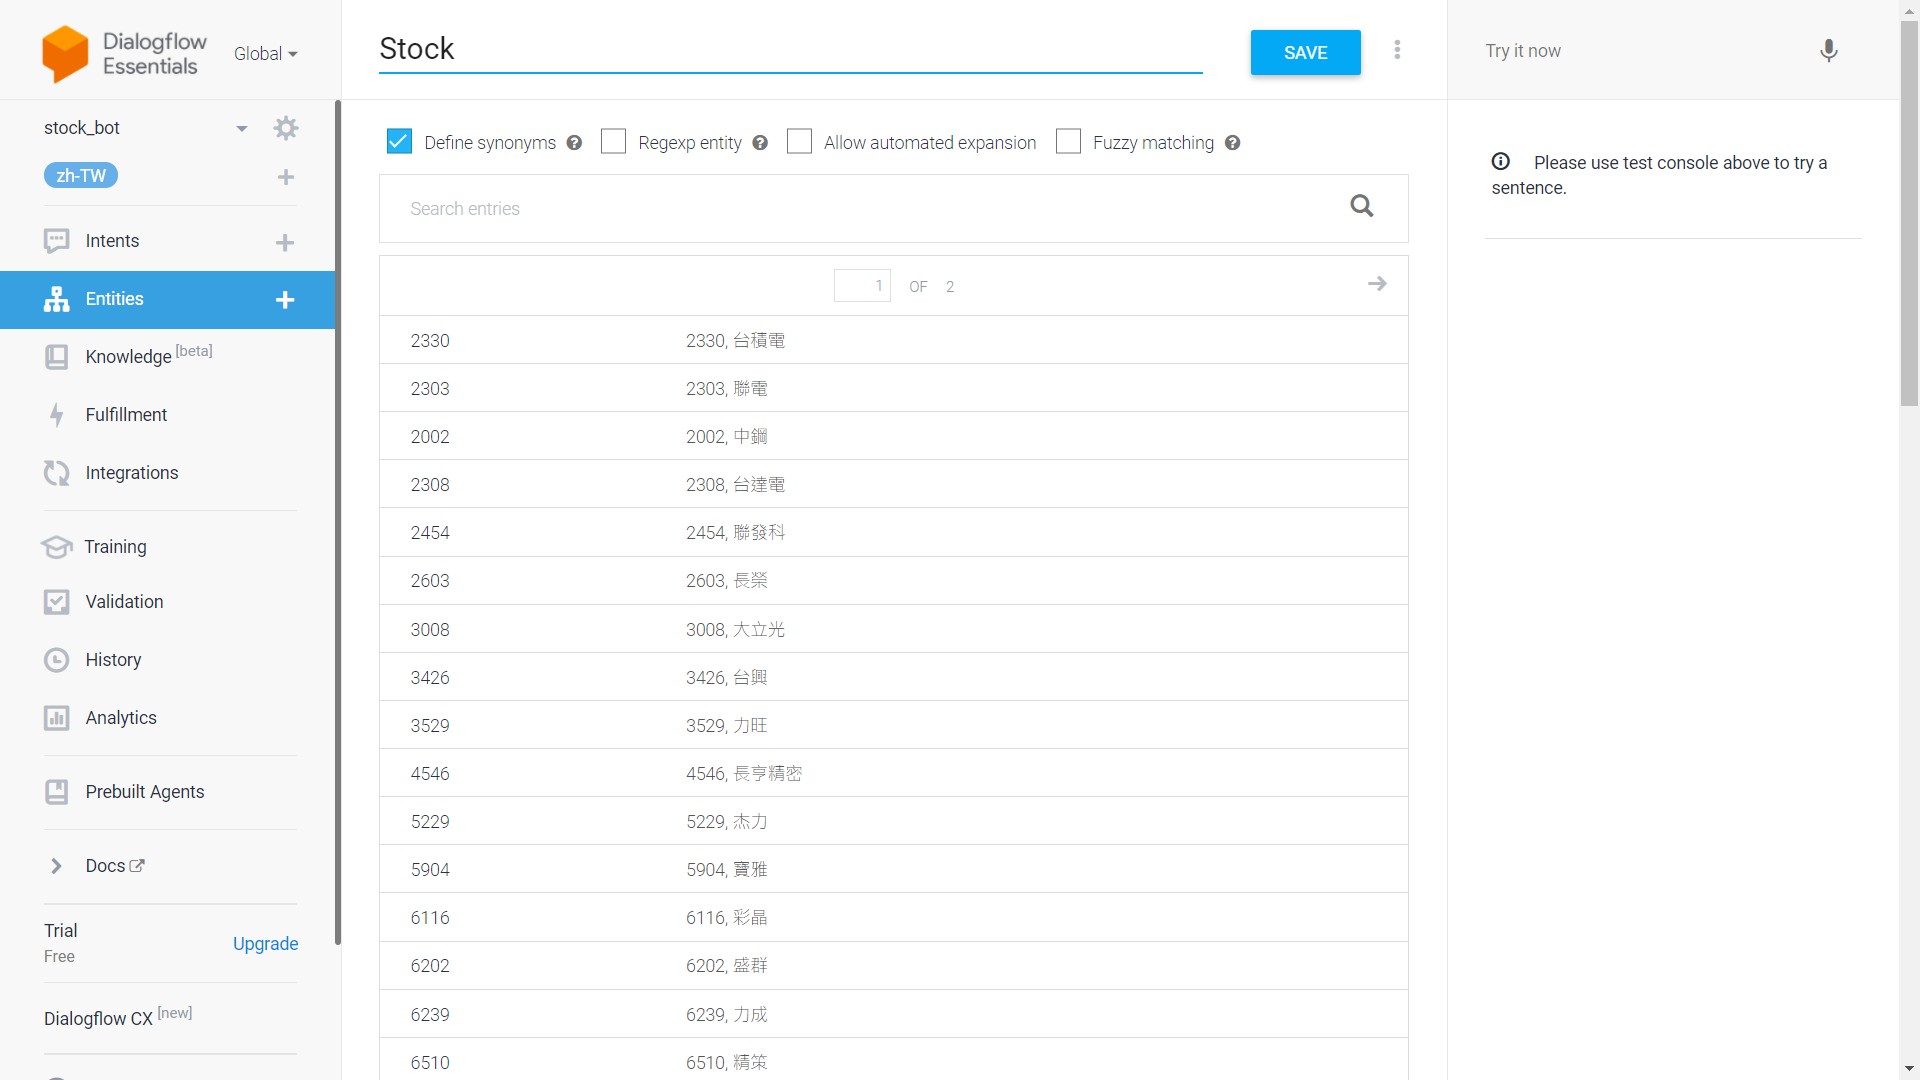 Dialogflow
Essentials
Global
stock_bot
zh-TW
Intents
Entities
Knowledge [beta]
Fulfillment
Integrations
Training
Validation
History
Analytics
Prebuilt Agents
Docs
Trial
Free
Upgrade
Dialogflow CX [new]
Stock
SAVE
Define synonyms
Regexp entity
Allow automated expansion
Fuzzy matching
Search entries
1 OF 2
2330 2330, 台積電
2303 2303, 聯電
2002 2002, 中鋼
2308 2308, 台達電
2454 2454, 聯發科
2603 2603, 長榮
3008 3008, 大立光
3426 3426, 台興
3529 3529, 力旺
4546 4546, 長亨精密
5229 5229, 杰力
5904 5904, 寶雅
6116 6116, 彩晶
6202 6202, 盛群
6239 6239, 力成
6510 6510, 精策
Try it now
Please use test console above to try a
sentence.